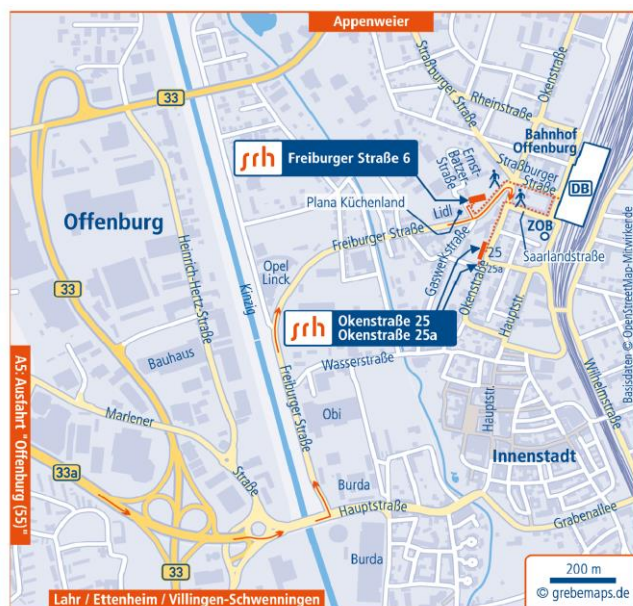 Appenweier
33
Straßburger Straße
Rheinstraße
Okenstraße
Bahnhof
Offenburg
srh Freiburger Straße 6
Ernst-
Batzer-
Straße
Straßburger
Straße
DB
Plana Küchenland
Lidl
ZOB
Offenburg
Freiburger Straße
Saarlandstraße
Gaswerkstraße
25
25a
Okenstraße
Heinrich-Hertz-Straße
Kinzig
Opel
Linck
Hauptstr.
33
srh Okenstraße 25
Okenstraße 25a
Basisdaten © OpenStreetMap-Mitwirkende
Bauhaus
Wasserstraße
Freiburger Straße
Wilhelmstraße
A5: Ausfahrt "Offenburg (55)"
Marlener
Straße
Obi
Hauptstr.
Innenstadt
33a
Burda
Hauptstraße
Grabenallee
Burda
33
200 m
© grebemaps.de
Lahr / Ettenheim / Villingen-Schwenningen